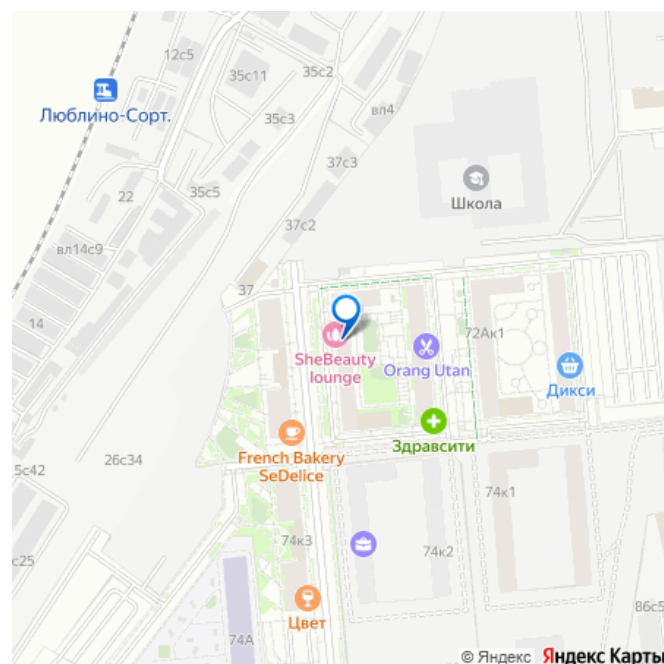 12с5
35с2
35с11
Люблино-Сорт.
35с3
вл4
37с3
Школа
22
35с5
37с2
вл14с9
37
14
72Ак1
SheBeauty
lounge
Orang Utan
Дикси
French Bakery
SeDelice
Здравсити
26с34
5с42
74к1
74к3
74к2
с25
86с5
Цвет
74А
© Яндекс Яндекс Карты